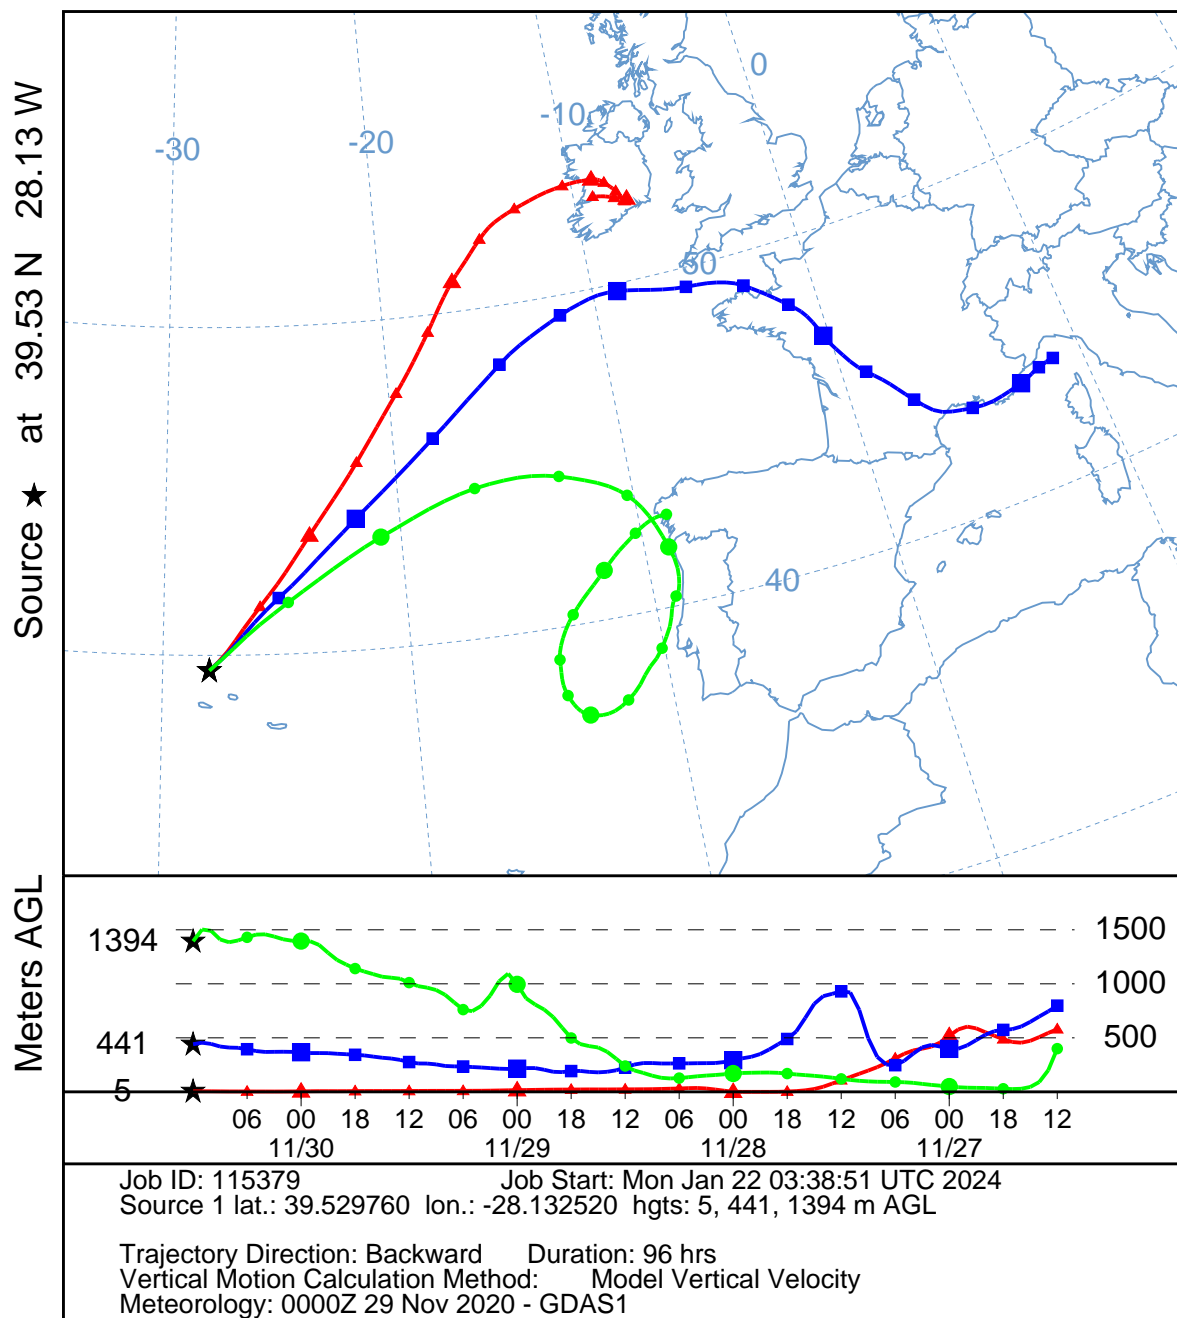 Source ★ at 39.53 N 28.13 W
-30
-20
-10
0
50
40
Meters AGL
1394
441
5
1500
1000
500
06 00 18 12 06 00 18 12 06 00 18 12 06 00 18 12
11/30 11/29 11/28 11/27
Job ID: 115379 Job Start: Mon Jan 22 03:38:51 UTC 2024
Source 1 lat.: 39.529760 lon.: -28.132520 hgts: 5, 441, 1394 m AGL
Trajectory Direction: Backward Duration: 96 hrs
Vertical Motion Calculation Method: Model Vertical Velocity
Meteorology: 0000Z 29 Nov 2020 - GDAS1